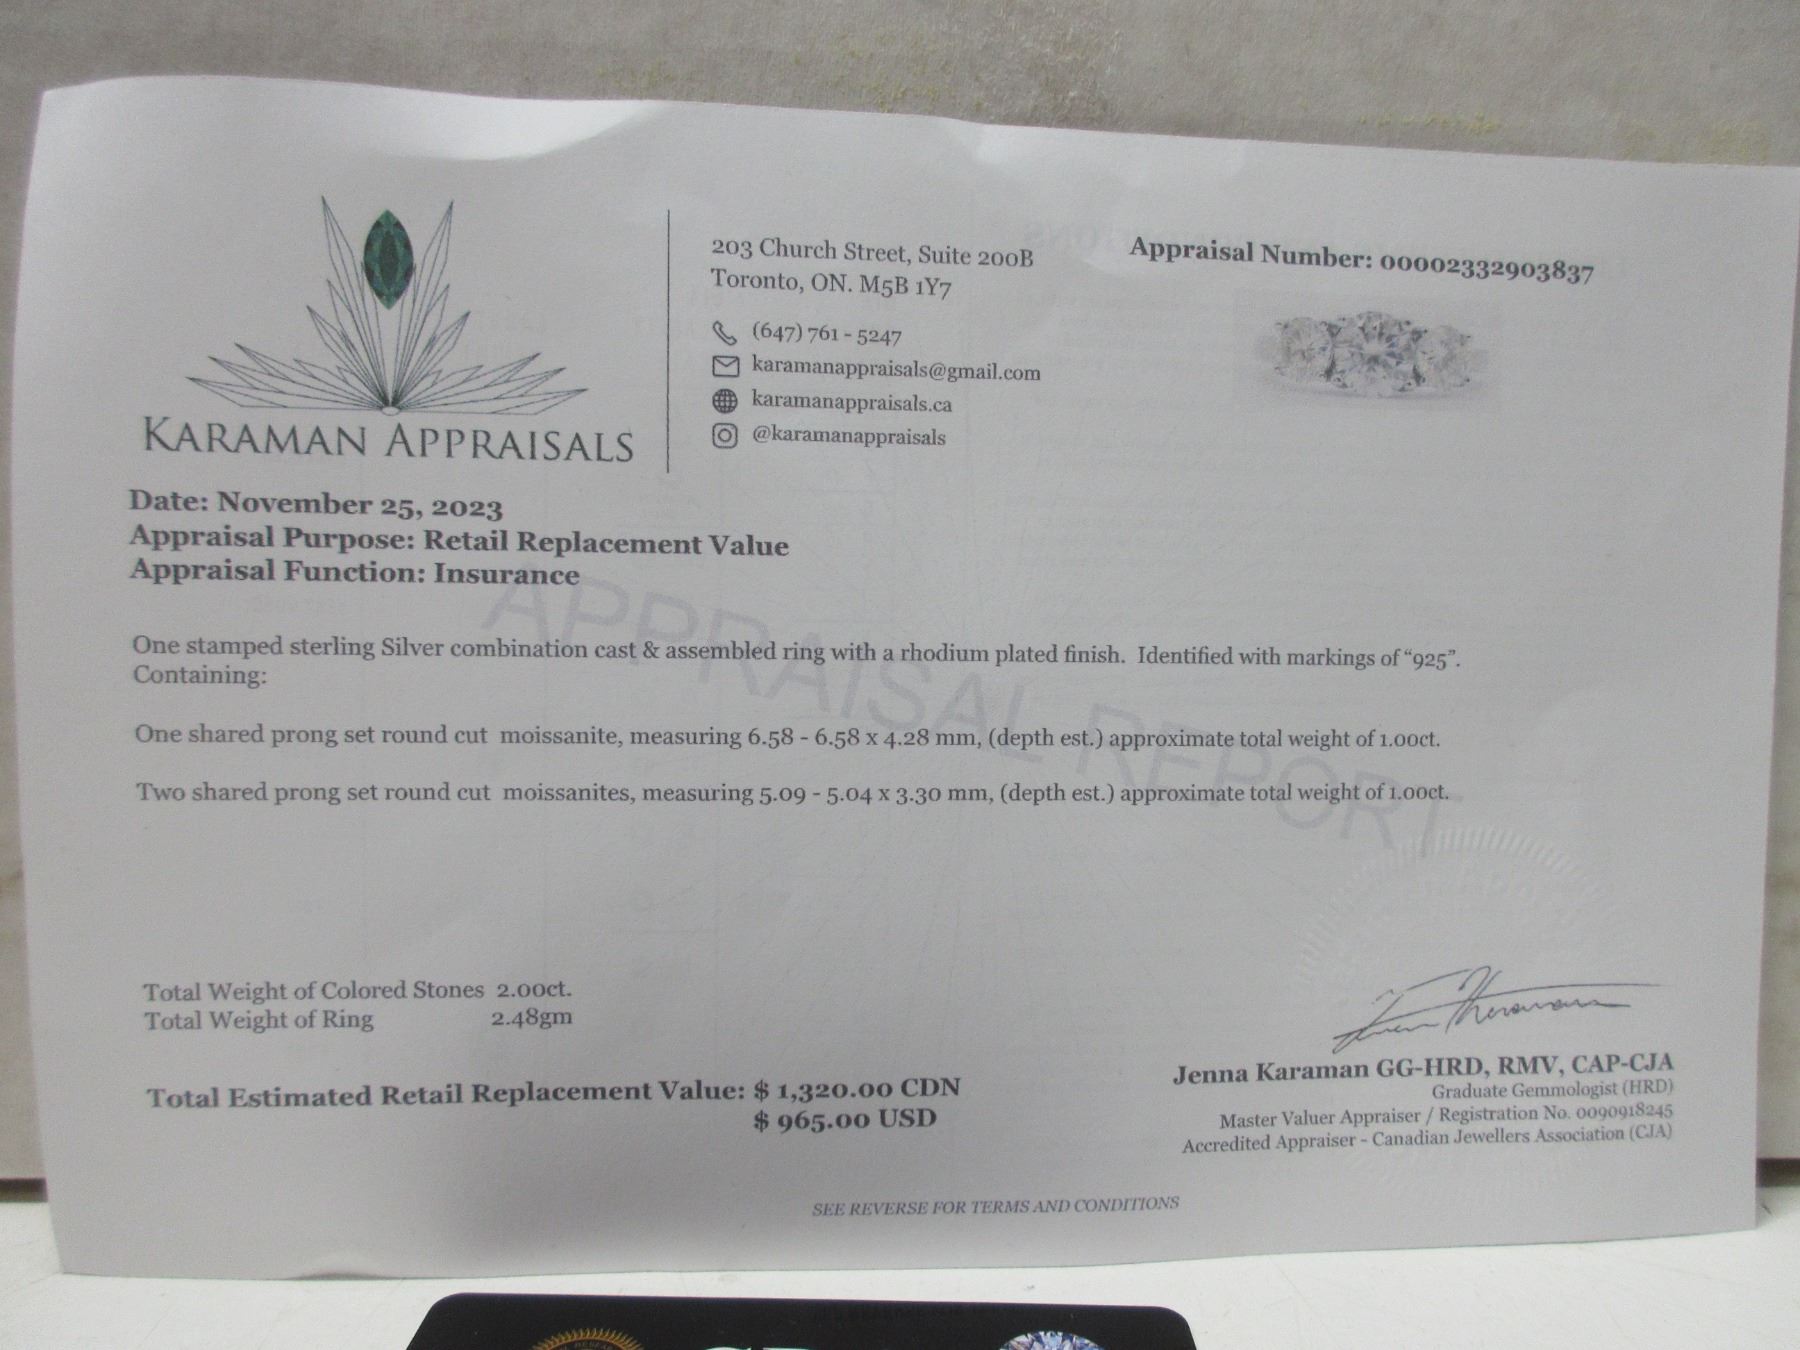 KARAMAN APPRAISALS
203 Church Street, Suite 200B
Toronto, ON. M5B 1Y7
(647) 761 - 5247
karamanappraisals@gmail.com
karamanappraisals.ca
@karamanappraisals
Appraisal Number: 00002332903837
Date: November 25, 2023
Appraisal Purpose: Retail Replacement Value
Appraisal Function: Insurance
APPRAISAL REPORT
One stamped sterling Silver combination cast & assembled ring with a rhodium plated finish. Identified with markings of “925”.
Containing:
One shared prong set round cut moissanite, measuring 6.58 - 6.58 x 4.28 mm, (depth est.) approximate total weight of 1.00ct.
Two shared prong set round cut moissanites, measuring 5.09 - 5.04 x 3.30 mm, (depth est.) approximate total weight of 1.00ct.
Total Weight of Colored Stones 2.00ct.
Total Weight of Ring 2.48gm
Total Estimated Retail Replacement Value: $ 1,320.00 CDN
$ 965.00 USD
Jenna Karaman GG-HRD, RMV, CAP-CJA
Graduate Gemmologist (HRD)
Master Valuer Appraiser / Registration No. 0090918245
Accredited Appraiser - Canadian Jewellers Association (CJA)
SEE REVERSE FOR TERMS AND CONDITIONS